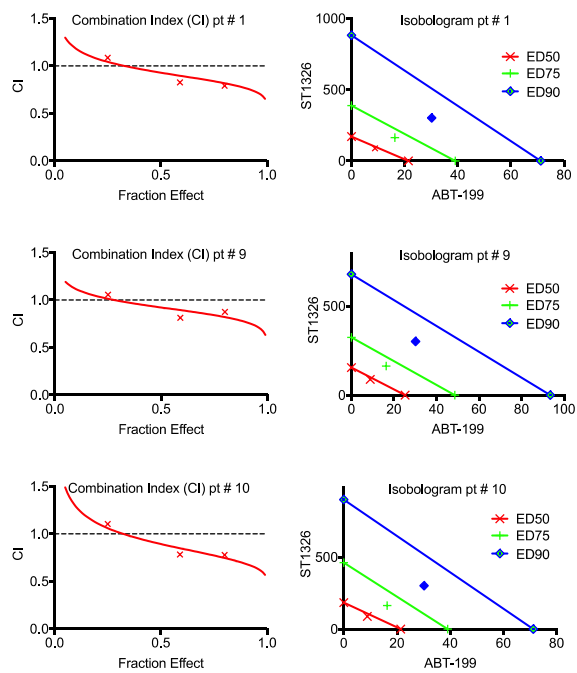 Combination Index (CI) pt # 1
1.5
1.0
0.5
0.0
CI
0.0
0.5
1.0
Fraction Effect
Isobologram pt # 1
1000
500
0
ST1326
ED50
ED75
ED90
0
20
40
60
80
ABT-199
Combination Index (CI) pt # 9
1.5
1.0
0.5
0.0
CI
0.0
0.5
1.0
Fraction Effect
Isobologram pt # 9
500
0
ST1326
ED50
ED75
ED90
0
20
40
60
80
100
ABT-199
Combination Index (CI) pt # 10
1.5
1.0
0.5
0.0
CI
0.0
0.5
1.0
Fraction Effect
Isobologram pt # 10
500
0
ST1326
ED50
ED75
ED90
0
20
40
60
80
ABT-199